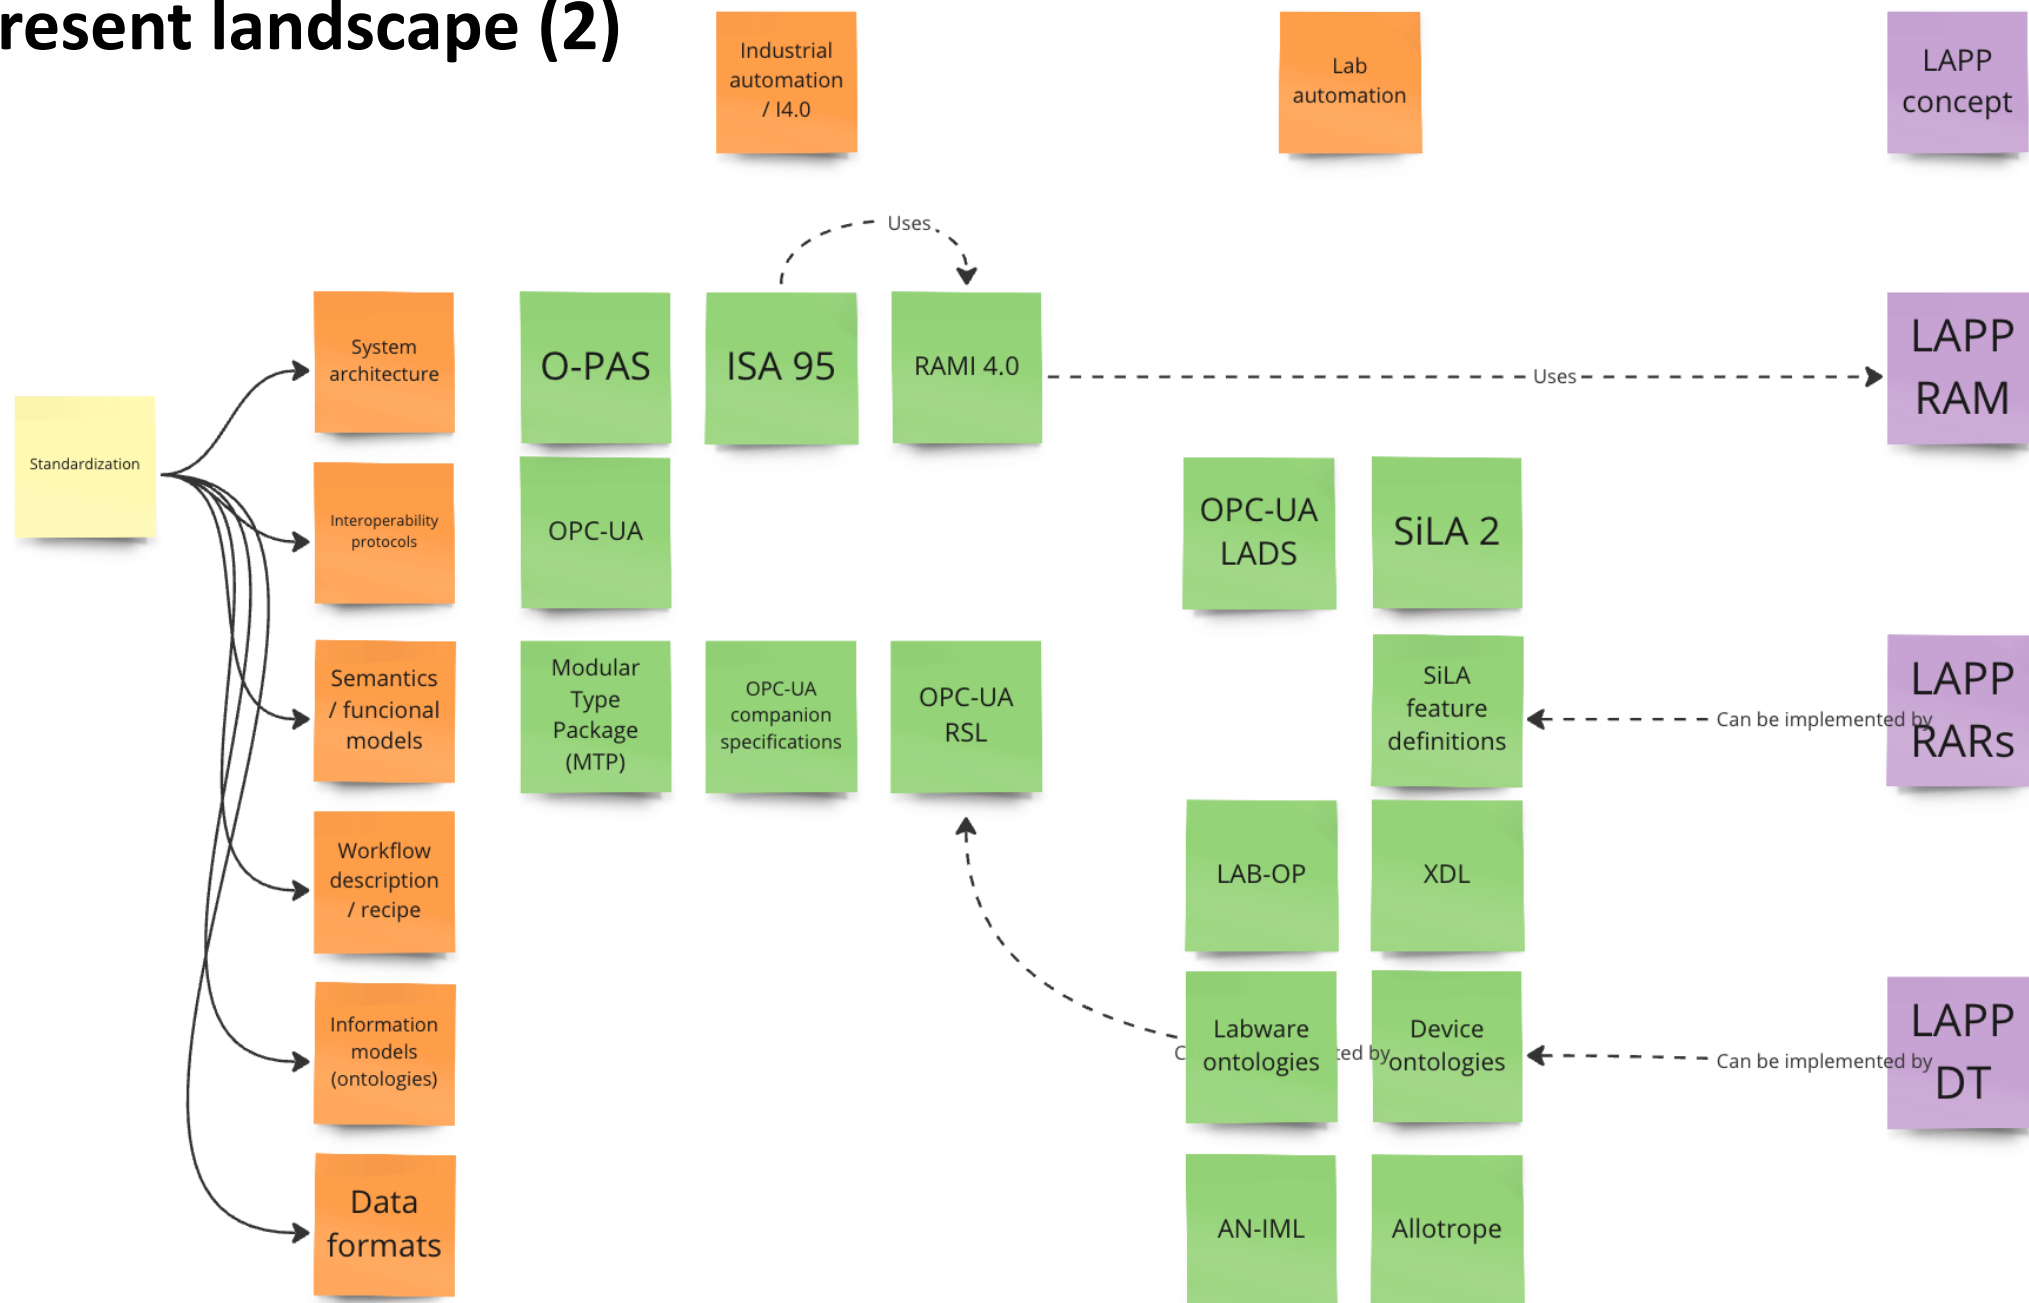 resent landscape (2)
Industrial
automation
/ I4.0
Lab
automation
LAPP
concept
Uses
System
architecture
O-PAS
ISA 95
RAMI 4.0
Uses
LAPP
RAM
Standardization
Interoperability
protocols
OPC-UA
OPC-UA
LADS
SiLA 2
Semantics
/ funcional
models
Modular
Type
Package
(MTP)
OPC-UA
companion
specifications
OPC-UA
RSL
SiLA
feature
definitions
Can be implemented by
LAPP
RARs
Workflow
description
/ recipe
LAB-OP
XDL
Information
models
(ontologies)
Labware
ontologies
by
Device
ontologies
Can be implemented by
LAPP
DT
Data
formats
AN-IML
Allotrope